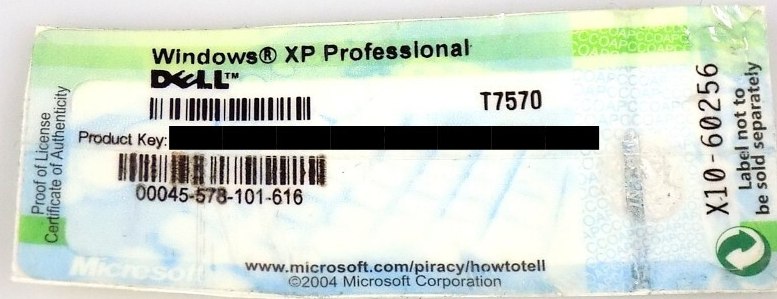 Windows® XP Professional
DELL™
T7570
Product Key:
00045-578-101-616
Proof of License
Certificate of Authenticity
X10-60256
Label not to
be sold separately
Microsoft
www.microsoft.com/piracy/howtotell
©2004 Microsoft Corporation